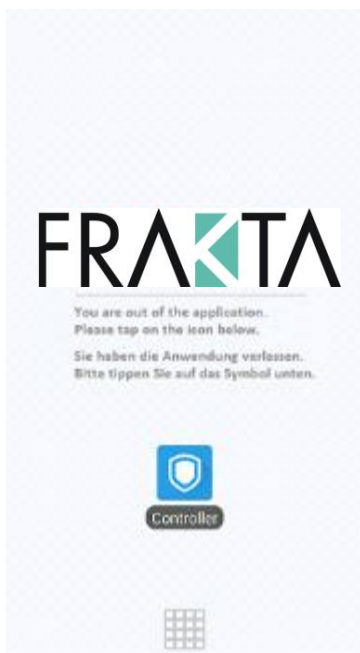 FRAKTA
You are out of the application.
Please tap on the icon below.
Sie haben die Anwendung verlassen.
Bitte tippen Sie auf das Symbol unten.
Controller